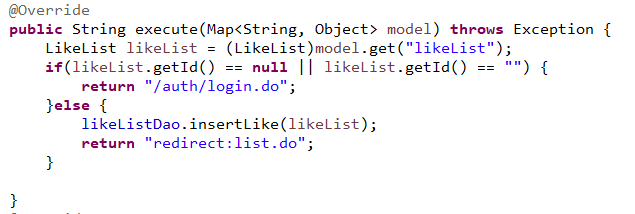 @Override
public String execute(Map<String, Object> model) throws Exception {
    LikeList likeList = (LikeList)model.get("likeList");
    if(likeList.getId() == null || likeList.getId() == "") {
        return "/auth/login.do";
    }else {
        likeListDao.insertLike(likeList);
        return "redirect:list.do";
    }
}